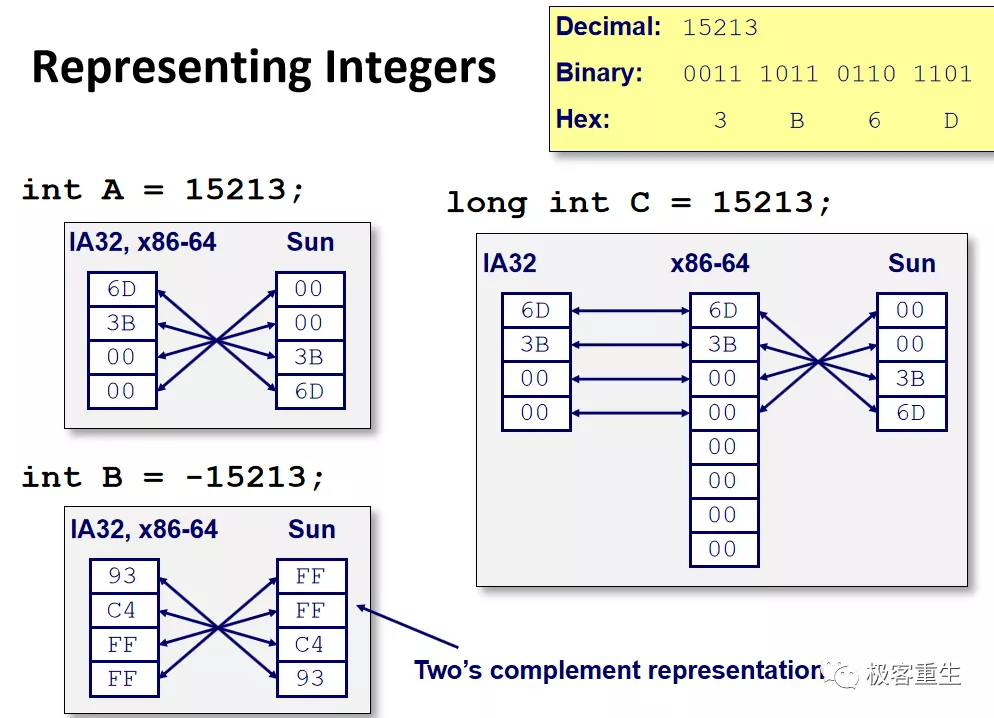 Representing Integers
Decimal: 15213
Binary: 0011 1011 0110 1101
Hex: 3 B 6 D
int A = 15213;
IA32, x86-64 Sun
6D 00
3B 00
00 3B
00 6D
long int C = 15213;
IA32 x86-64 Sun
6D 6D 00
3B 3B 00
00 00 3B
00 00 6D
00
00
00
00
int B = -15213;
IA32, x86-64 Sun
93 FF
C4 FF
FF C4
FF 93
Two's complement representation
极客重生